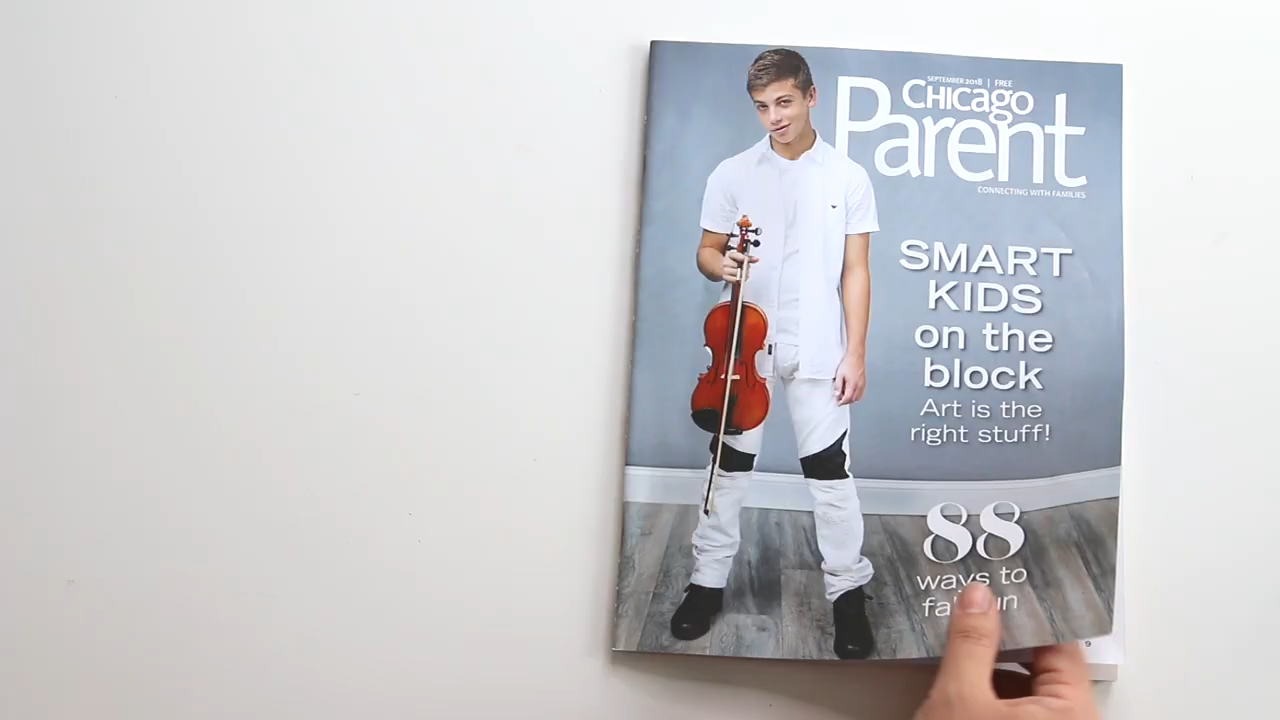 SEPTEMBER 2018 | FREE
CHICAGO
Parent
CONNECTING WITH FAMILIES
SMART
KIDS
on the
block
Art is the
right stuff!
88
ways to
9